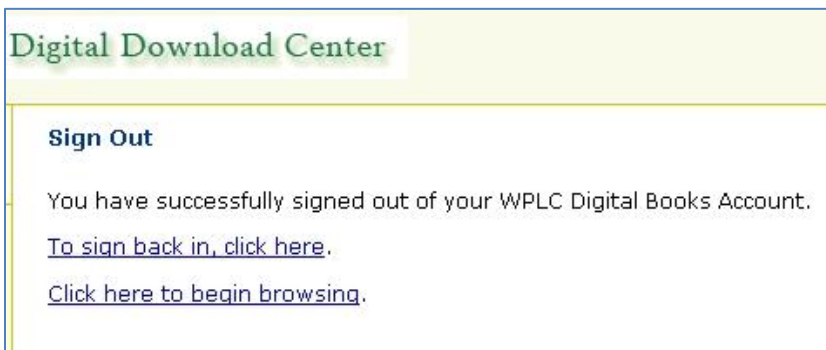 Digital Download Center
Sign Out
You have successfully signed out of your WPLC Digital Books Account.
To sign back in, click here.
Click here to begin browsing.